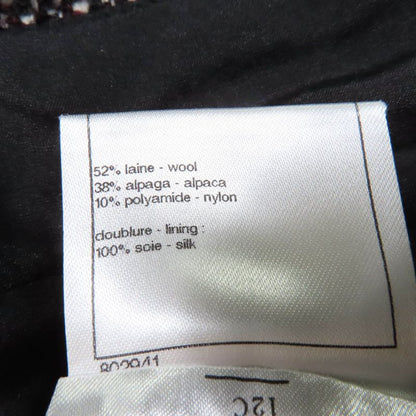 52% laine - wool
38% alpaga - alpaca
10% polyamide - nylon
doublure - lining :
100% soie - silk
802941
12C